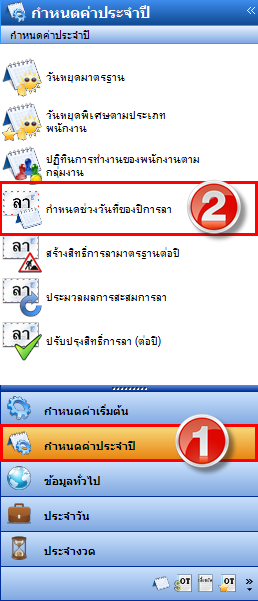 กำหนดค่าประจำปี
กำหนดค่าประจำปี
วันหยุดมาตรฐาน
วันหยุดพิเศษตามประเภท
พนักงาน
ปฏิทินการทำงานของพนักงานตาม
กลุ่มงาน
ลา
กำหนดช่วงวันที่ของปีการลา
2
ลา
สร้างสิทธิ์การลามาตรฐานต่อปี
ลา
ประมวลผลการสะสมการลา
ลา
ปรับปรุงสิทธิ์การลา (ต่อปี)
กำหนดค่าเริ่มต้น
กำหนดค่าประจำปี
1
ข้อมูลทั่วไป
ประจำวัน
ประจำงวด
OT
OT